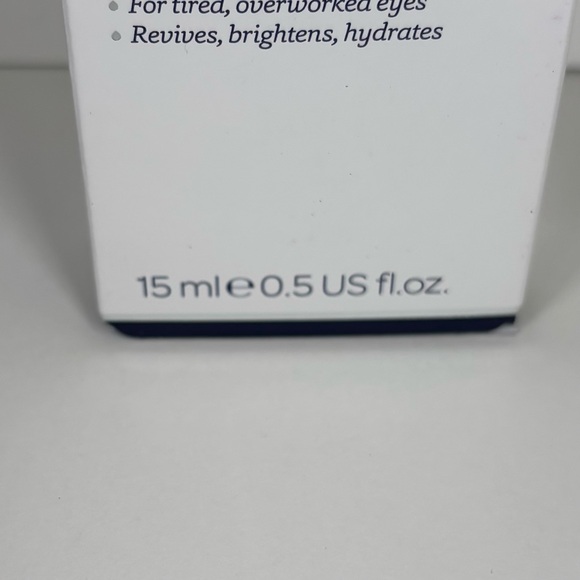 For tired, overworked eyes
Revives, brightens, hydrates
15 ml e 0.5 US fl.oz.